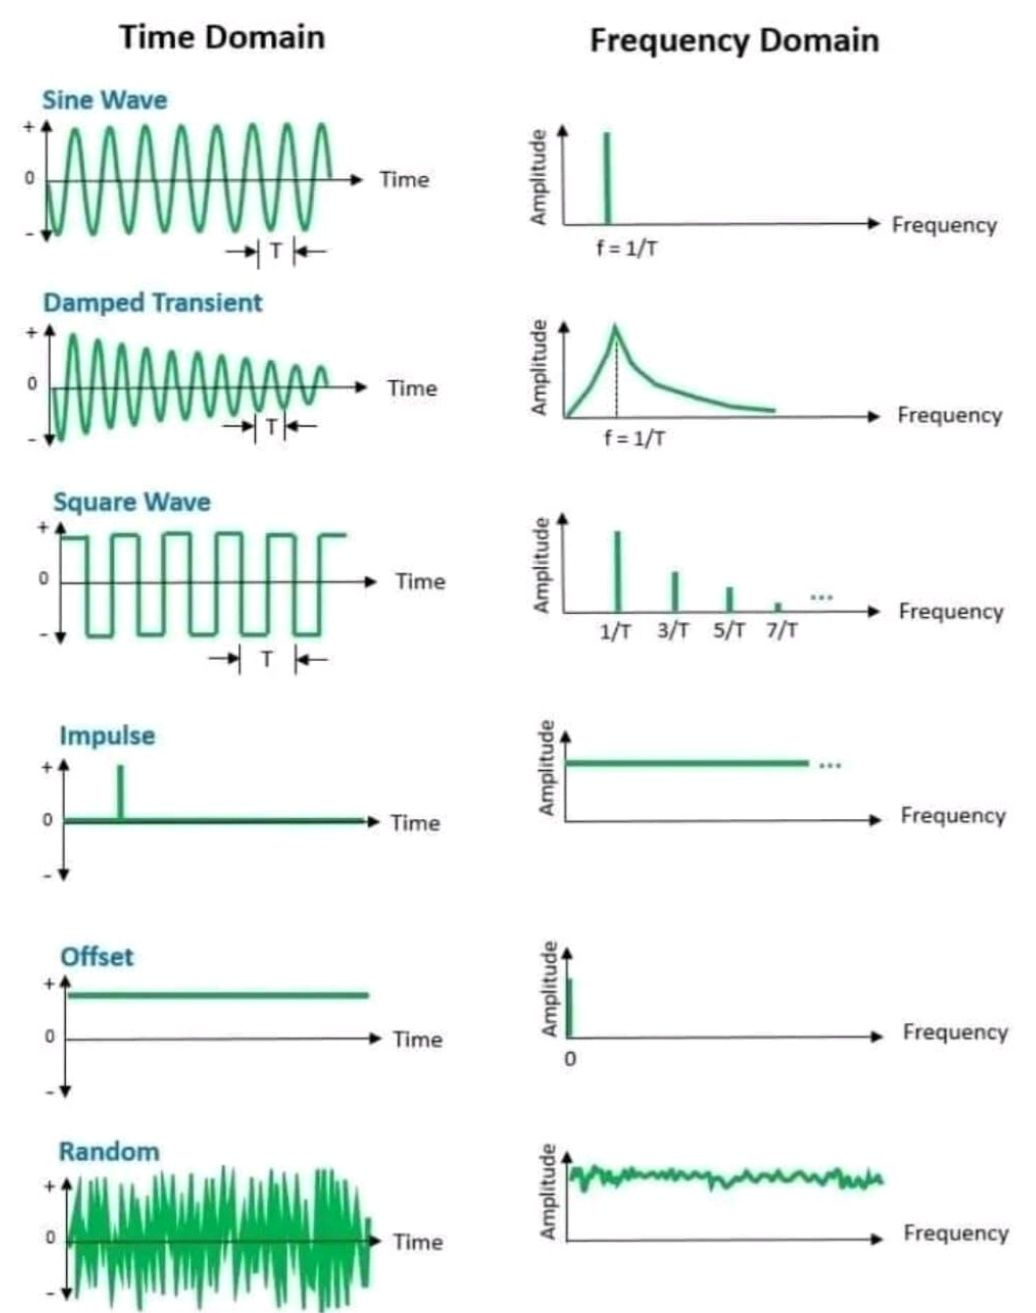 Time Domain
Frequency Domain
Sine Wave
+
0
-
Time
T
Amplitude
Frequency
f = 1/T
Damped Transient
+
0
-
Time
T
Amplitude
Frequency
f = 1/T
Square Wave
+
0
-
Time
T
Amplitude
...
Frequency
1/T 3/T 5/T 7/T
Impulse
+
0
-
Time
Amplitude
...
Frequency
Offset
+
0
-
Time
Amplitude
Frequency
0
Random
+
0
-
Time
Amplitude
Frequency